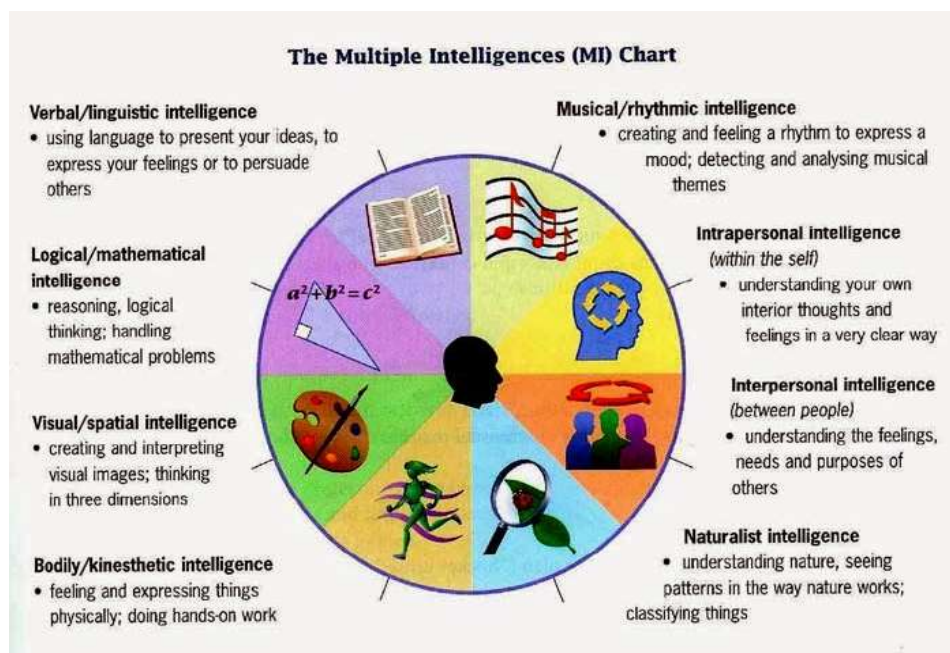 The Multiple Intelligences (MI) Chart
Verbal/linguistic intelligence
• using language to present your ideas, to
express your feelings or to persuade
others
Logical/mathematical
intelligence
• reasoning, logical
thinking; handling
mathematical problems
Visual/spatial intelligence
• creating and interpreting
visual images; thinking
in three dimensions
Bodily/kinesthetic intelligence
• feeling and expressing things
physically; doing hands-on work
a²+b²=c²
Musical/rhythmic intelligence
• creating and feeling a rhythm to express a
mood; detecting and analysing musical
themes
Intrapersonal intelligence
(within the self)
• understanding your own
interior thoughts and
feelings in a very clear way
Interpersonal intelligence
(between people)
• understanding the feelings,
needs and purposes of
others
Naturalist intelligence
• understanding nature, seeing
patterns in the way nature works;
classifying things